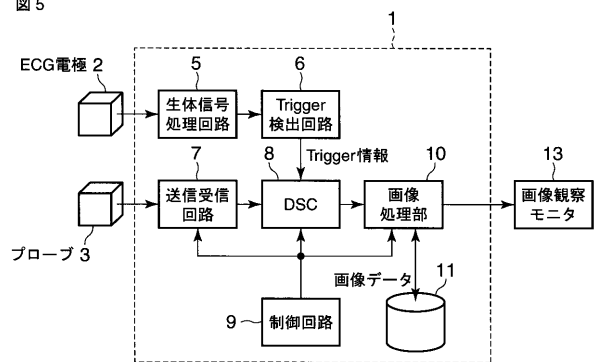 図5
1
ECG電極 2
5
生体信号
処理回路
6
Trigger
検出回路
Trigger情報
プローブ 3
7
送信受信
回路
8
DSC
10
画像
処理部
13
画像観察
モニタ
9
制御回路
画像データ
11